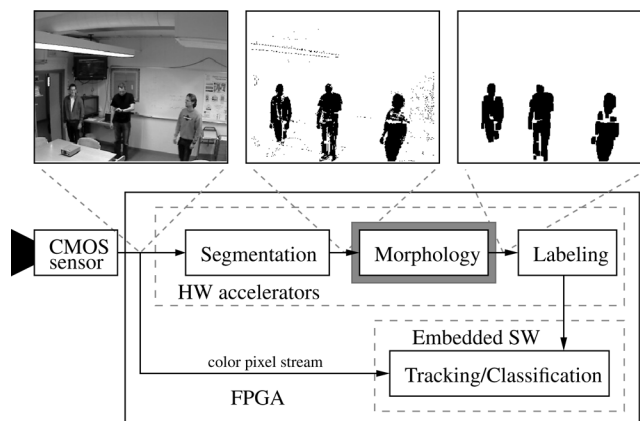 CMOS
sensor
Segmentation
Morphology
Labeling
HW accelerators
Embedded SW
color pixel stream
Tracking/Classification
FPGA